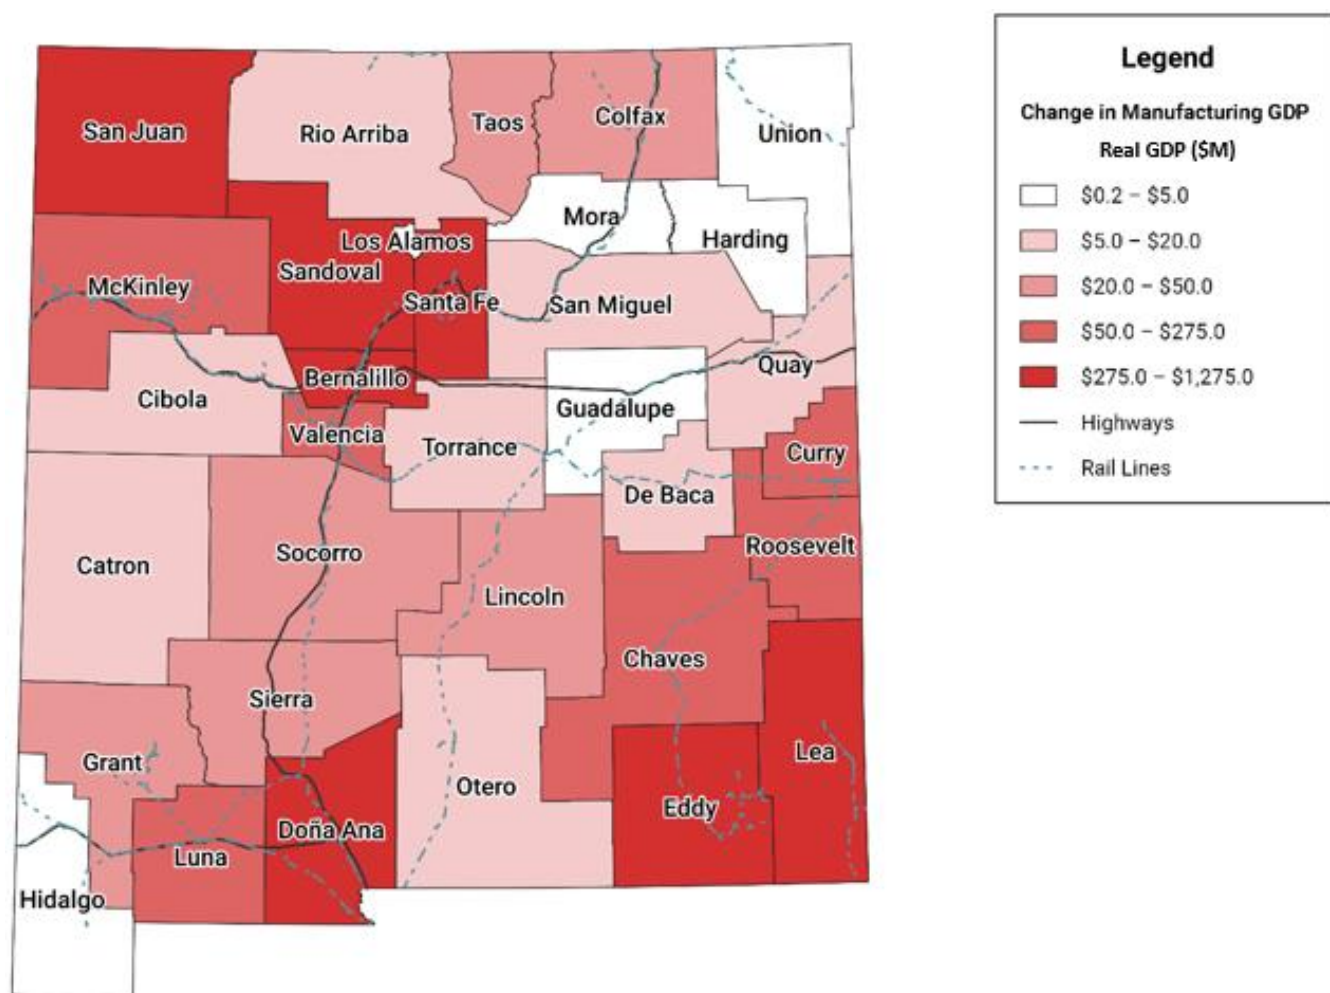 Legend
Change in Manufacturing GDP
Real GDP ($M)
$0.2 – $5.0
$5.0 – $20.0
$20.0 – $50.0
$50.0 – $275.0
$275.0 – $1,275.0
Highways
Rail Lines
San Juan
Rio Arriba
Taos
Colfax
Union
Mora
Harding
Los Alamos
Sandoval
McKinley
Santa Fe
San Miguel
Quay
Bernalillo
Cibola
Guadalupe
Valencia
Torrance
Curry
De Baca
Roosevelt
Socorro
Catron
Lincoln
Chaves
Sierra
Lea
Grant
Otero
Eddy
Doña Ana
Luna
Hidalgo